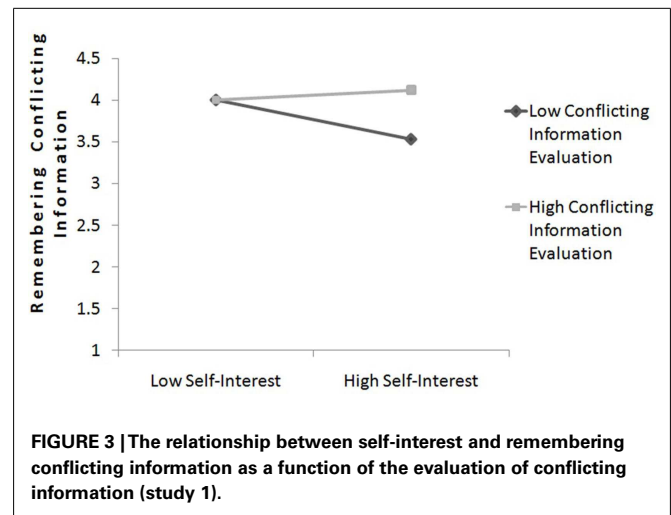 4.5
4
3.5
3
2.5
2
1.5
1
Remembering Conflicting
Information
Low Self-Interest
High Self-Interest
Low Conflicting
Information
Evaluation
High Conflicting
Information
Evaluation
FIGURE 3 | The relationship between self-interest and remembering
conflicting information as a function of the evaluation of conflicting
information (study 1).